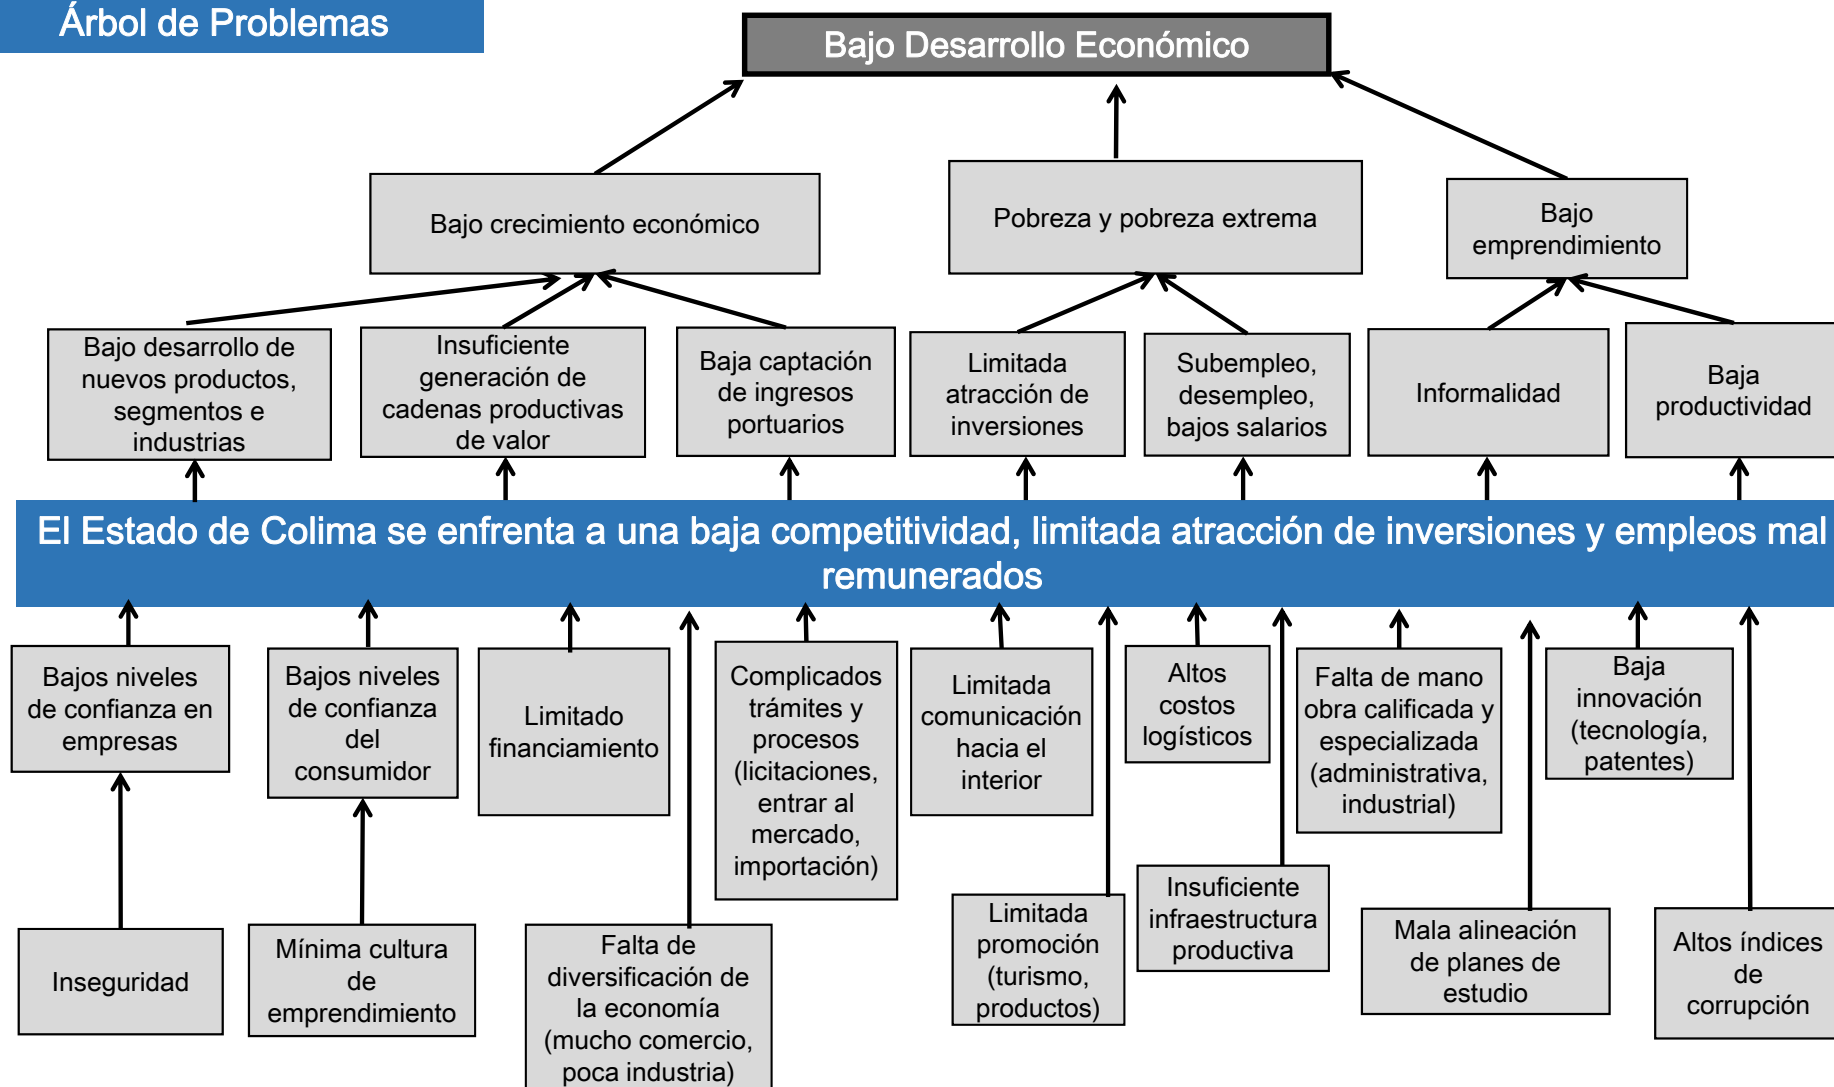 Árbol de Problemas
Bajo Desarrollo Económico
Bajo crecimiento económico
Pobreza y pobreza extrema
Bajo
emprendimiento
Bajo desarrollo de
nuevos productos,
segmentos e
industrias
Insuficiente
generación de
cadenas productivas
de valor
Baja captación
de ingresos
portuarios
Limitada
atracción de
inversiones
Subempleo,
desempleo,
bajos salarios
Informalidad
Baja
productividad
El Estado de Colima se enfrenta a una baja competitividad, limitada atracción de inversiones y empleos mal
remunerados
Bajos niveles
de confianza en
empresas
Bajos niveles
de confianza
del
consumidor
Limitado
financiamiento
Complicados
trámites y
procesos
(licitaciones,
entrar al
mercado,
importación)
Limitada
comunicación
hacia el
interior
Altos
costos
logísticos
Falta de mano
obra calificada y
especializada
(administrativa,
industrial)
Baja
innovación
(tecnología,
patentes)
Inseguridad
Mínima cultura
de
emprendimiento
Falta de
diversificación de
la economía
(mucho comercio,
poca industria)
Limitada
promoción
(turismo,
productos)
Insuficiente
infraestructura
productiva
Mala alineación
de planes de
estudio
Altos índices
de
corrupción